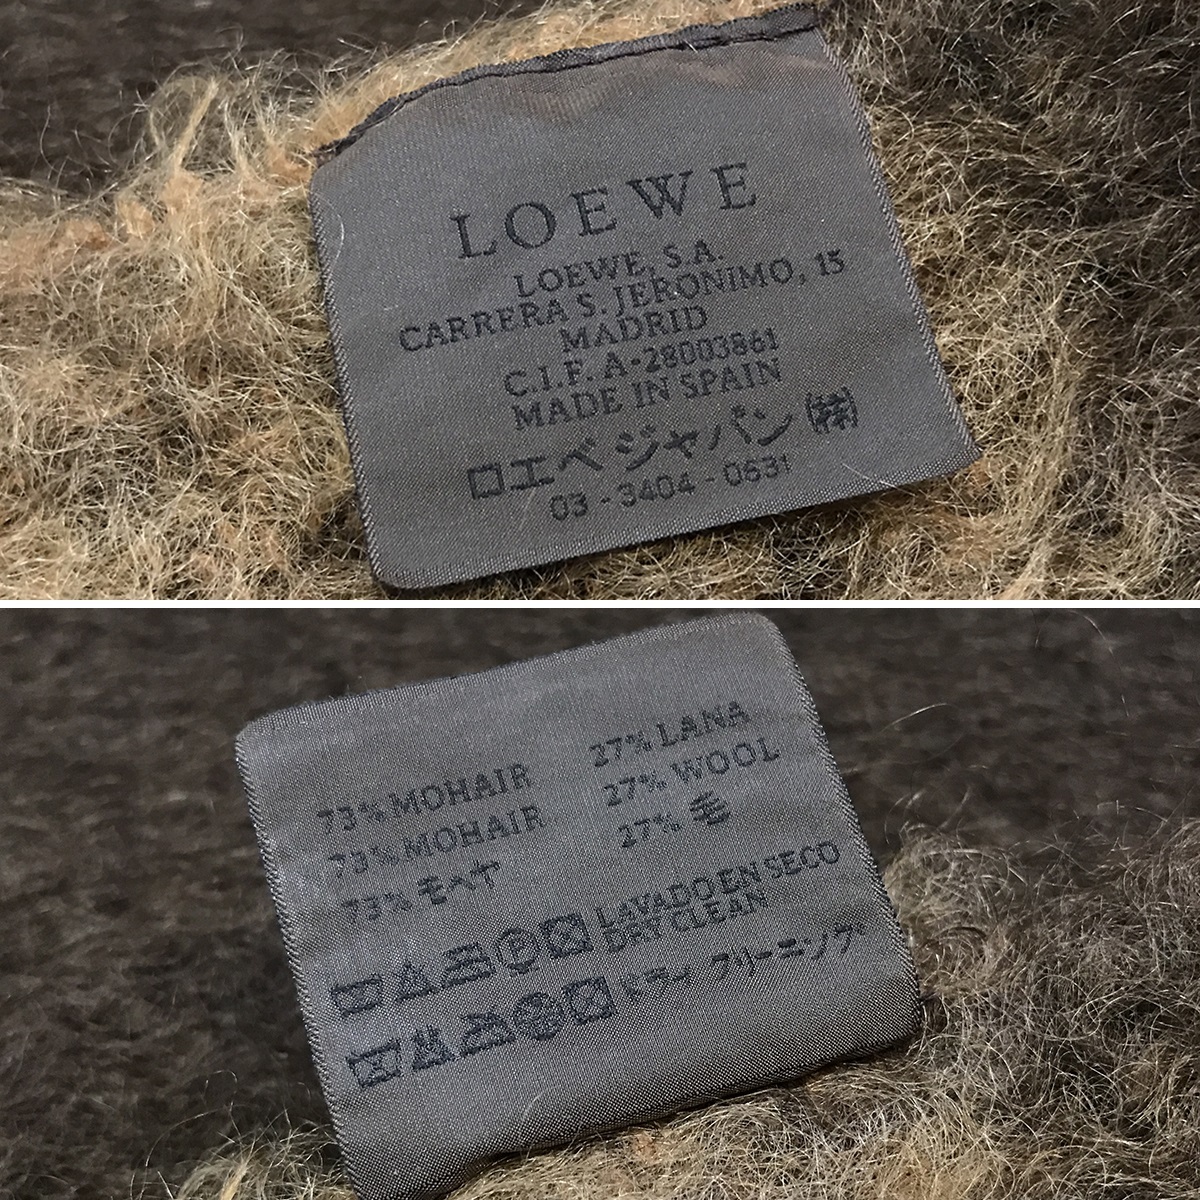 LOEWE
LOEWE, S.A.
CARRERA S. JERONIMO, 15
MADRID
C.I.F. A-28003861
MADE IN SPAIN
ロエベ ジャパン ㈱
03 - 3404 - 0631
73% MOHAIR 27% LANA
73% MOHAIR 27% WOOL
73% モヘヤ 27% 毛
LAVADO EN SECO
DRY CLEAN
ドライ クリーニング